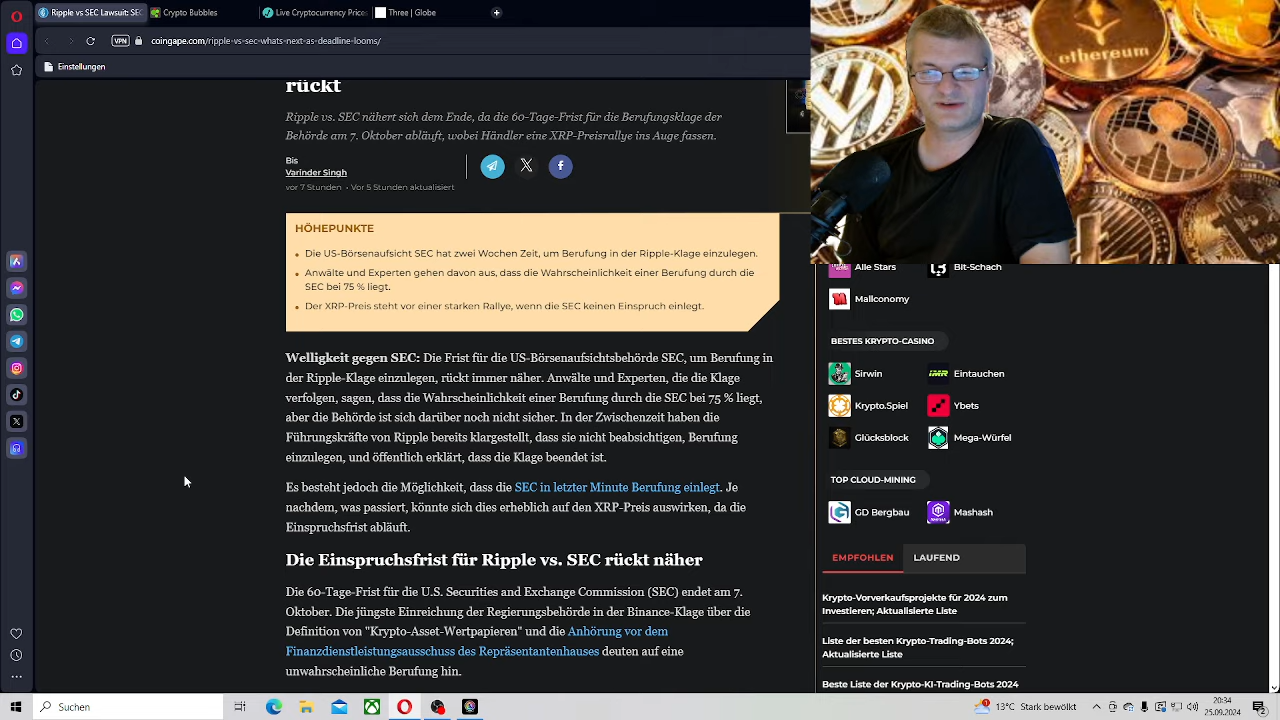 Ripple vs SEC Lawsuit: SEC
Crypto Bubbles
Live Cryptocurrency Prices
Three | Globe
VPN
coingape.com/ripple-vs-sec-whats-next-as-deadline-looms/
Einstellungen
ethereum
rückt
Ripple vs. SEC nähert sich dem Ende, da die 60-Tage-Frist für die Berufungsklage der
Behörde am 7. Oktober abläuft, wobei Händler eine XRP-Preisrallye ins Auge fassen.
Bis
Varinder Singh
vor 7 Stunden • Vor 5 Stunden aktualisiert
HÖHEPUNKTE
Die US-Börsenaufsicht SEC hat zwei Wochen Zeit, um Berufung in der Ripple-Klage einzulegen.
Anwälte und Experten gehen davon aus, dass die Wahrscheinlichkeit einer Berufung durch die
SEC bei 75 % liegt.
Der XRP-Preis steht vor einer starken Rallye, wenn die SEC keinen Einspruch einlegt.
Welligkeit gegen SEC: Die Frist für die US-Börsenaufsichtsbehörde SEC, um Berufung in
der Ripple-Klage einzulegen, rückt immer näher. Anwälte und Experten, die die Klage
verfolgen, sagen, dass die Wahrscheinlichkeit einer Berufung durch die SEC bei 75 % liegt,
aber die Behörde ist sich darüber noch nicht sicher. In der Zwischenzeit haben die
Führungskräfte von Ripple bereits klargestellt, dass sie nicht beabsichtigen, Berufung
einzulegen, und öffentlich erklärt, dass die Klage beendet ist.
Es besteht jedoch die Möglichkeit, dass die SEC in letzter Minute Berufung einlegt. Je
nachdem, was passiert, könnte sich dies erheblich auf den XRP-Preis auswirken, da die
Einspruchsfrist abläuft.
Die Einspruchsfrist für Ripple vs. SEC rückt näher
Die 60-Tage-Frist für die U.S. Securities and Exchange Commission (SEC) endet am 7.
Oktober. Die jüngste Einreichung der Regierungsbehörde in der Binance-Klage über die
Definition von "Krypto-Asset-Wertpapieren" und die Anhörung vor dem
Finanzdienstleistungsausschuss des Repräsentantenhauses deuten auf eine
unwahrscheinliche Berufung hin.
Alle Stars
Bit-Schach
Mallconomy
BESTES KRYPTO-CASINO
Sirwin
Eintauchen
Krypto.Spiel
Ybets
Glücksblock
Mega-Würfel
TOP CLOUD-MINING
GD Bergbau
Mashash
EMPFOHLEN
LAUFEND
Krypto-Vorverkaufsprojekte für 2024 zum
Investieren; Aktualisierte Liste
Liste der besten Krypto-Trading-Bots 2024;
Aktualisierte Liste
Beste Liste der Krypto-KI-Trading-Bots 2024
Suchen
13°C Stark bewölkt
20:34
25.09.2024
2